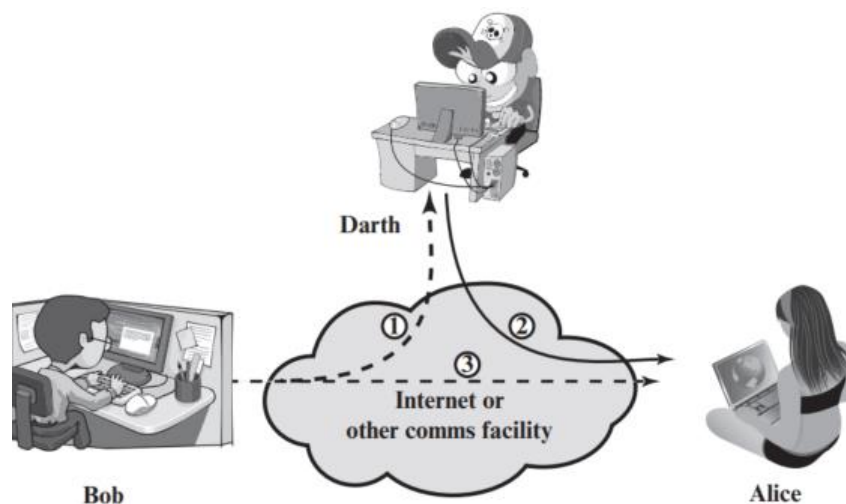 Darth
①
②
③
Internet or
other comms facility
Bob
Alice